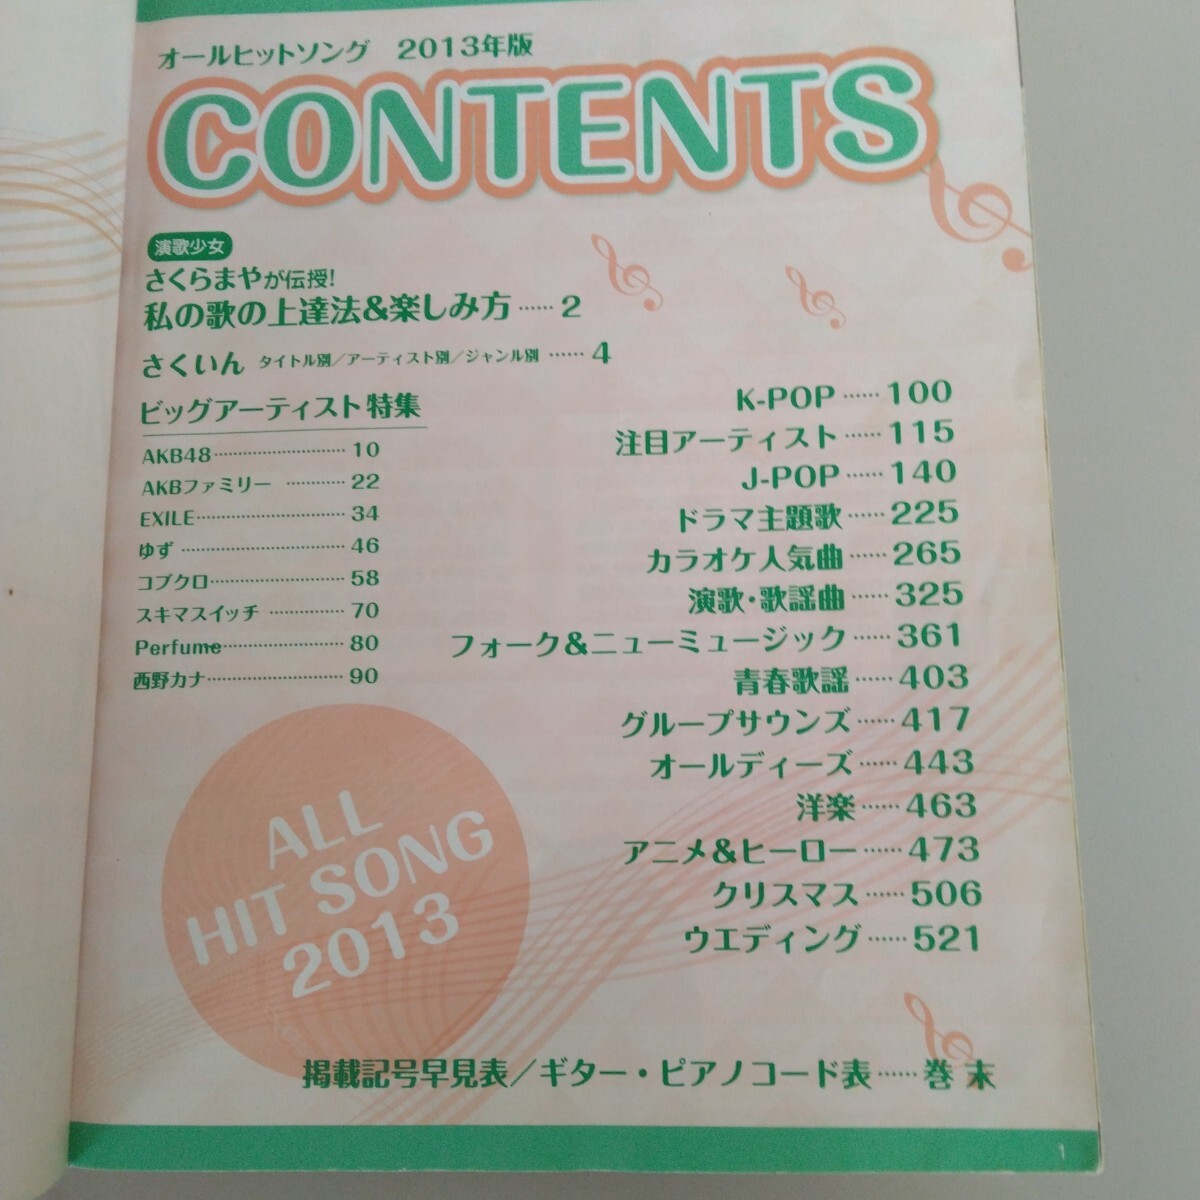 オールヒットソング 2013年版
CONTENTS
演歌少女
さくらまやが伝授!
私の歌の上達法&楽しみ方……2
さくいん タイトル別／アーティスト別／ジャンル別 ……4
ビッグアーティスト特集
AKB48……………………10
AKBファミリー …………22
EXILE………………………34
ゆず …………………………46
コブクロ……………………58
スキマスイッチ ……………70
Perfume……………………80
西野カナ……………………90
K-POP……100
注目アーティスト……115
J-POP……140
ドラマ主題歌……225
カラオケ人気曲……265
演歌・歌謡曲……325
フォーク&ニューミュージック……361
青春歌謡……403
グループサウンズ……417
オールディーズ……443
洋楽……463
アニメ&ヒーロー……473
クリスマス……506
ウエディング……521
ALL
HIT SONG
2013
掲載記号早見表／ギター・ピアノコード表……巻末
1